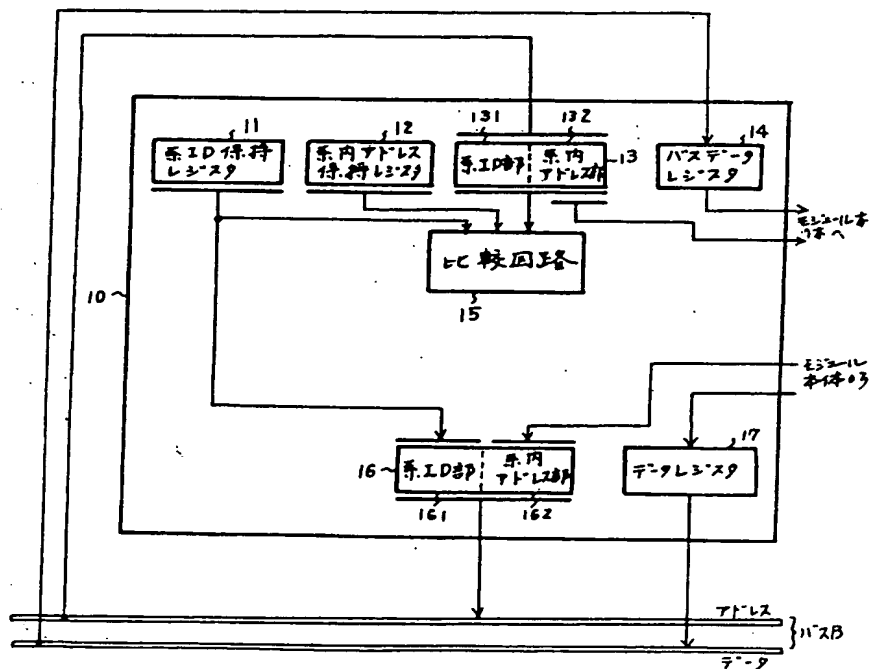 11
12
131
132
14
系ID保持
レジスタ
系内アドレス
保持レジスタ
系ID部
系内
アドレス部
13
バスデータ
レジスタ
モジュール本
体へ
比較回路
15
10
モジュール
本体から
17
16
系ID部
系内
アドレス部
データレジスタ
161
162
アドレス
バスB
データ